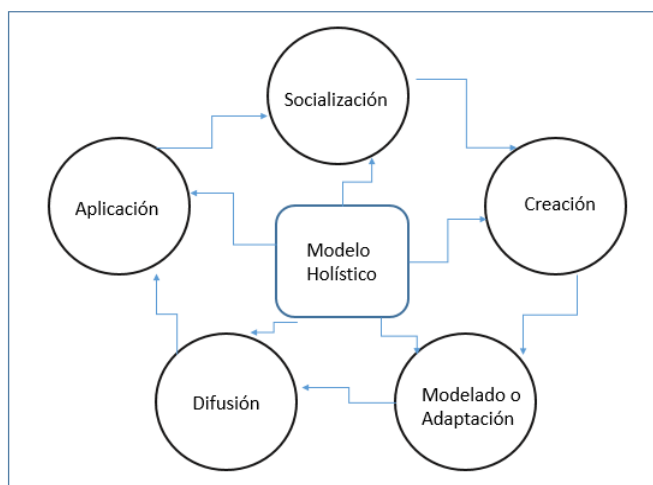 Socialización
Aplicación
Creación
Modelo
Holístico
Difusión
Modelado o
Adaptación